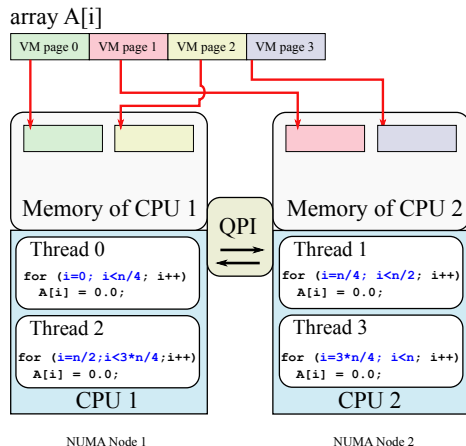 array A[i]
VM page 0 VM page 1 VM page 2 VM page 3
Memory of CPU 1
QPI
Memory of CPU 2
Thread 0
for (i=0; i<n/4; i++)
A[i] = 0.0;
Thread 2
for (i=n/2;i<3*n/4;i++)
A[i] = 0.0;
CPU 1
Thread 1
for (i=n/4; i<n/2; i++)
A[i] = 0.0;
Thread 3
for (i=3*n/4; i<n; i++)
A[i] = 0.0;
CPU 2
NUMA Node 1
NUMA Node 2